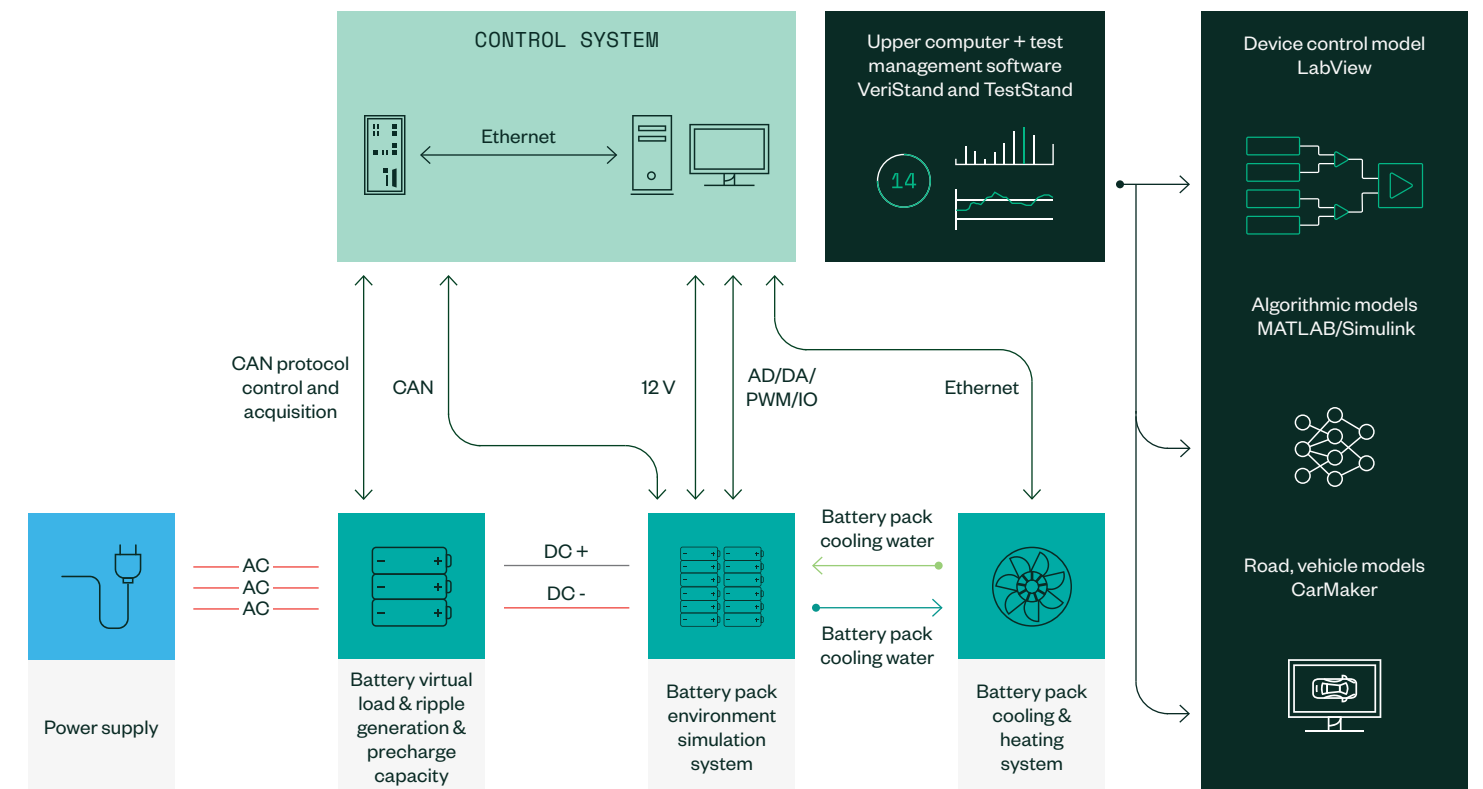 CONTROL SYSTEM
Ethernet
Upper computer + test
management software
VeriStand and TestStand
14
Device control model
LabView
Algorithmic models
MATLAB/Simulink
Road, vehicle models
CarMaker
CAN protocol
control and
acquisition
CAN
12 V
AD/DA/
PWM/IO
Ethernet
AC
AC
AC
DC +
DC -
Battery pack
cooling water
Battery pack
cooling water
Power supply
Battery virtual
load & ripple
generation &
precharge
capacity
Battery pack
environment
simulation
system
Battery pack
cooling &
heating
system